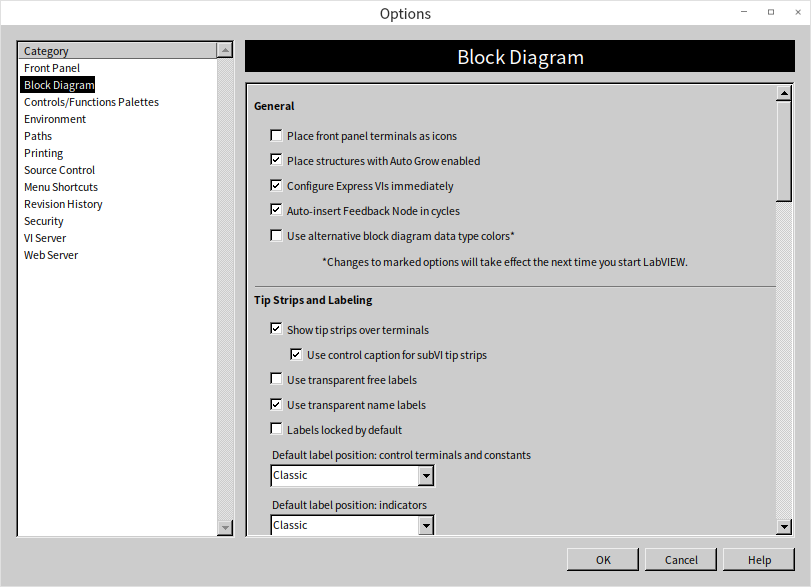 Options
Category
Front Panel
Block Diagram
Controls/Functions Palettes
Environment
Paths
Printing
Source Control
Menu Shortcuts
Revision History
Security
VI Server
Web Server
Block Diagram
General
Place front panel terminals as icons
Place structures with Auto Grow enabled
Configure Express VIs immediately
Auto-insert Feedback Node in cycles
Use alternative block diagram data type colors*
*Changes to marked options will take effect the next time you start LabVIEW.
Tip Strips and Labeling
Show tip strips over terminals
Use control caption for subVI tip strips
Use transparent free labels
Use transparent name labels
Labels locked by default
Default label position: control terminals and constants
Classic
Default label position: indicators
Classic
OK Cancel Help